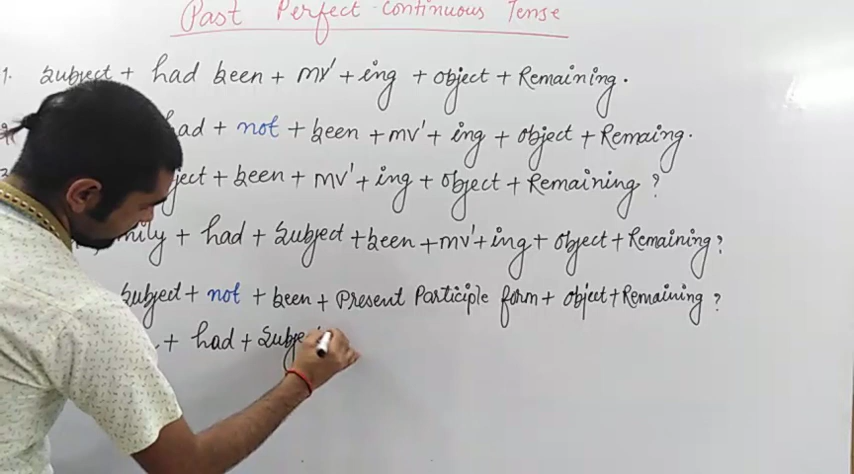 Past Perfect Continuous Tense
1. Subject + had been + mv' + ing + object + Remaining.
had + not + been + mv' + ing + object + Remaing.
ject + been + mv' + ing + object + Remaining ?
mily + had + Subject + been + mv' + ing + object + Remaining ?
Subject + not + been + Present Participle form + object + Remaining ?
+ had + Subje